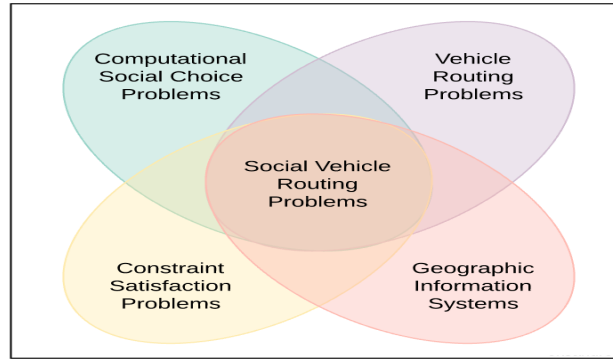 Computational
Social Choice
Problems
Vehicle
Routing
Problems
Social Vehicle
Routing
Problems
Constraint
Satisfaction
Problems
Geographic
Information
Systems